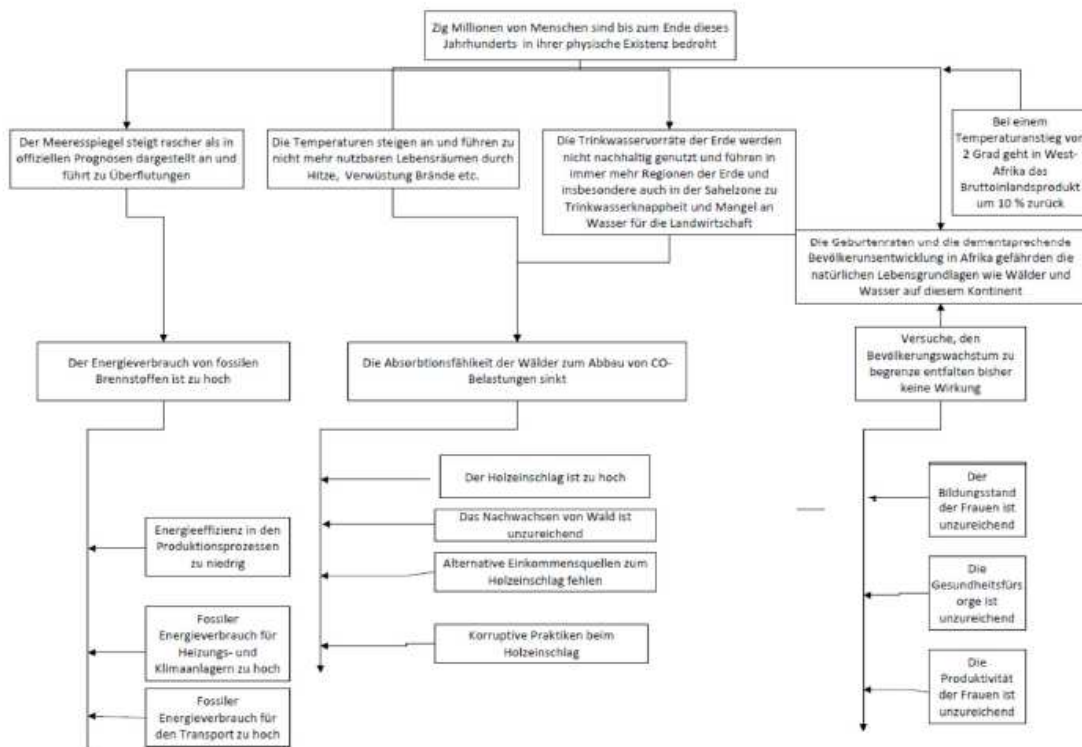 Zig Millionen von Menschen sind bis zum Ende dieses
Jahrhunderts in ihrer physische Existenz bedroht
Der Meeresspiegel steigt rascher als in
offiziellen Prognosen dargestellt an und
führt zu Überflutungen
Die Temperaturen steigen an und führen zu
nicht mehr nutzbaren Lebensräumen durch
Hitze, Verwüstung Brände etc.
Die Trinkwasservorräte der Erde werden
nicht nachhaltig genutzt und führen in
immer mehr Regionen der Erde und
insbesondere auch in der Sahelzone zu
Trinkwasserknappheit und Mangel an
Wasser für die Landwirtschaft
Bei einem
Temperaturanstieg von
2 Grad geht in West-
Afrika das
Bruttoinlandsprodukt
um 10 % zurück
Die Geburtenraten und die dementsprechende
Bevölkerunsentwicklung in Afrika gefährden die
natürlichen Lebensgrundlagen wie Wälder und
Wasser auf diesem Kontinent
Der Energieverbrauch von fossilen
Brennstoffen ist zu hoch
Die Absorbtionsfähikeit der Wälder zum Abbau von CO-
Belastungen sinkt
Versuche, den
Bevölkerungswachstum zu
begrenze entfalten bisher
keine Wirkung
Der Holzeinschlag ist zu hoch
Das Nachwachsen von Wald ist
unzureichend
Alternative Einkommensquellen zum
Holzeinschlag fehlen
Korruptive Praktiken beim
Holzeinschlag
Energieeffizienz in den
Produktionsprozessen
zu niedrig
Fossiler
Energieverbrauch für
Heizungs- und
Klimaanlagern zu hoch
Fossiler
Energieverbrauch für
den Transport zu hoch
Der
Bildungsstand
der Frauen ist
unzureichend
Die
Gesundheitsfürs
orge ist
unzureichend
Die
Produktivität
der Frauen ist
unzureichend